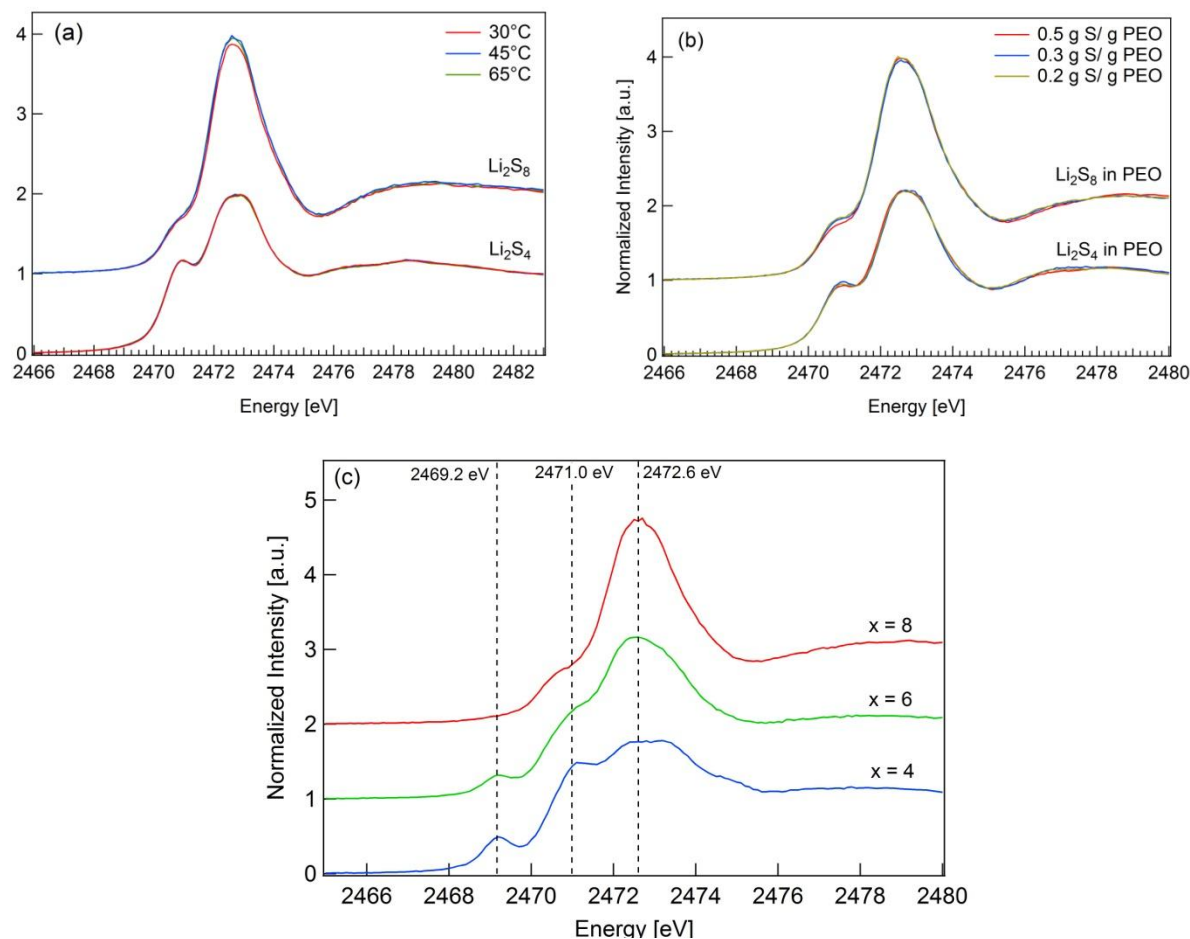 (a)
30°C
45°C
65°C
4
3
2
1
0
Li₂S₈
Li₂S₄
2466 2468 2470 2472 2474 2476 2478 2480 2482
Energy [eV]
(b)
0.5 g S/ g PEO
0.3 g S/ g PEO
0.2 g S/ g PEO
Normalized Intensity [a.u.]
4
3
2
1
0
Li₂S₈ in PEO
Li₂S₄ in PEO
2466 2468 2470 2472 2474 2476 2478 2480
Energy [eV]
(c)
2469.2 eV
2471.0 eV
2472.6 eV
Normalized Intensity [a.u.]
5
4
3
2
1
0
x = 8
x = 6
x = 4
2466 2468 2470 2472 2474 2476 2478 2480
Energy [eV]